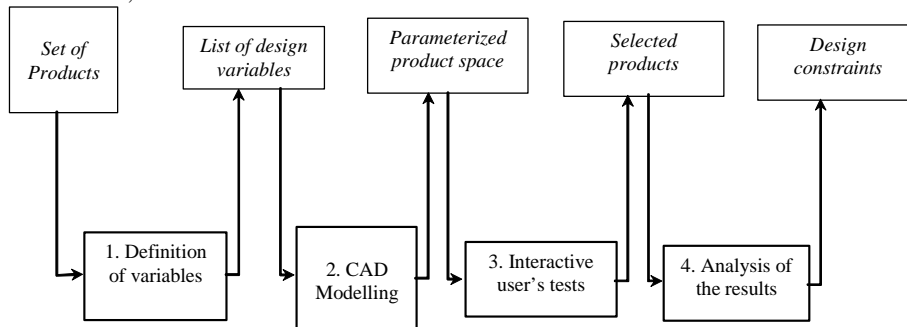 Set of
Products
List of design
variables
Parameterized
product space
Selected
products
Design
constraints
1. Definition
of variables
2. CAD
Modelling
3. Interactive
user's tests
4. Analysis of
the results